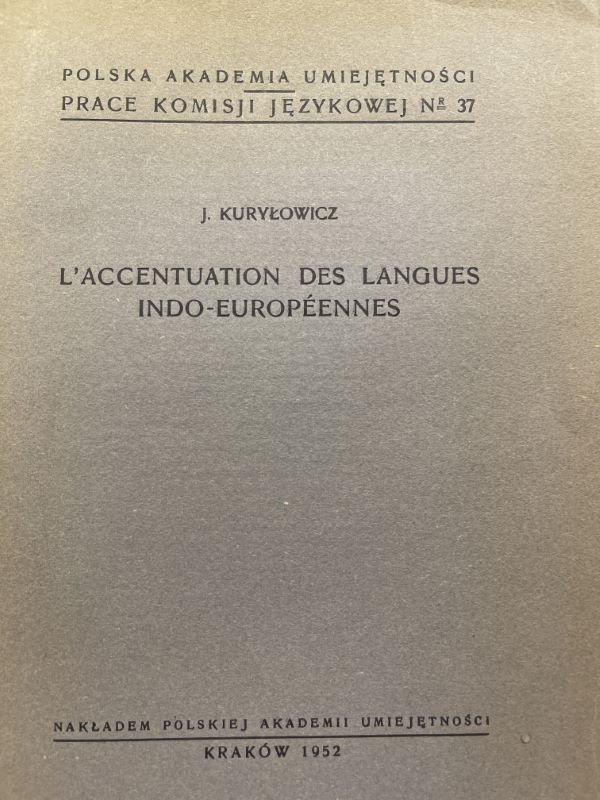 POLSKA AKADEMIA UMIEJĘTNOŚCI
PRACE KOMISJI JĘZYKOWEJ NR 37
J. KURYŁOWICZ
L'ACCENTUATION DES LANGUES
INDO-EUROPÉENNES
NAKŁADEM POLSKIEJ AKADEMII UMIEJĘTNOŚCI
KRAKÓW 1952